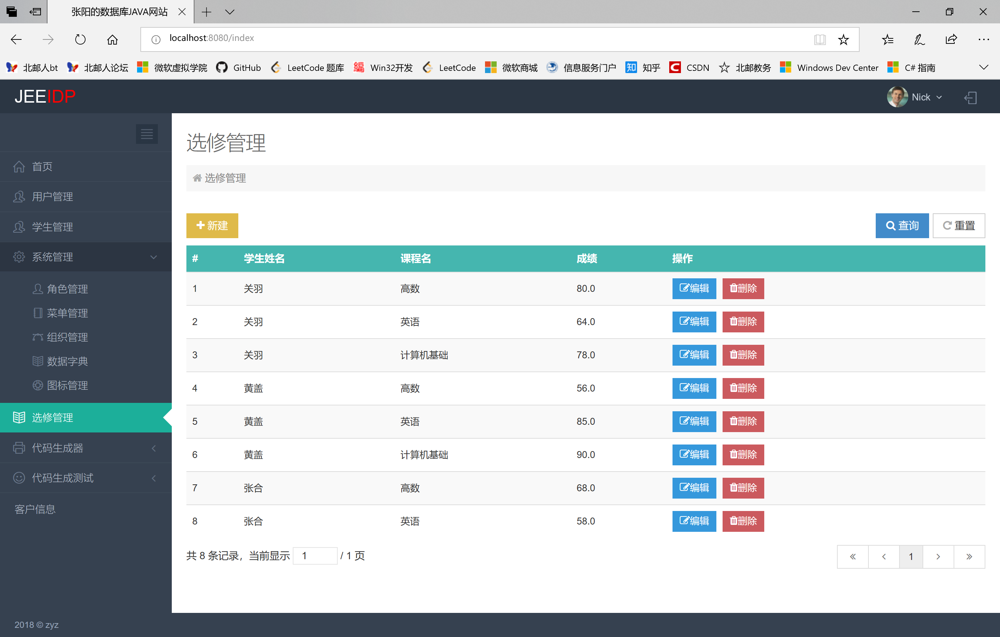 张阳的数据库JAVA网站
localhost:8080/index
北邮人bt 北邮人论坛 微软虚拟学院 GitHub LeetCode 题库 編 Win32开发 LeetCode 微软商城 信息服务门户 知 知乎 C CSDN 北邮教务 Windows Dev Center C# 指南
JEEIDP
Nick
选修管理
首页
选修管理
用户管理
学生管理
新建 查询 重置
系统管理
角色管理
菜单管理
组织管理
数据字典
图标管理
选修管理
代码生成器
代码生成测试
客户信息
# 学生姓名 课程名 成绩 操作
1 关羽 高数 80.0 编辑 删除
2 关羽 英语 64.0 编辑 删除
3 关羽 计算机基础 78.0 编辑 删除
4 黄盖 高数 56.0 编辑 删除
5 黄盖 英语 85.0 编辑 删除
6 黄盖 计算机基础 90.0 编辑 删除
7 张合 高数 68.0 编辑 删除
8 张合 英语 58.0 编辑 删除
共 8 条记录，当前显示 1 / 1 页
« ‹ 1 › »
2018 © zyz